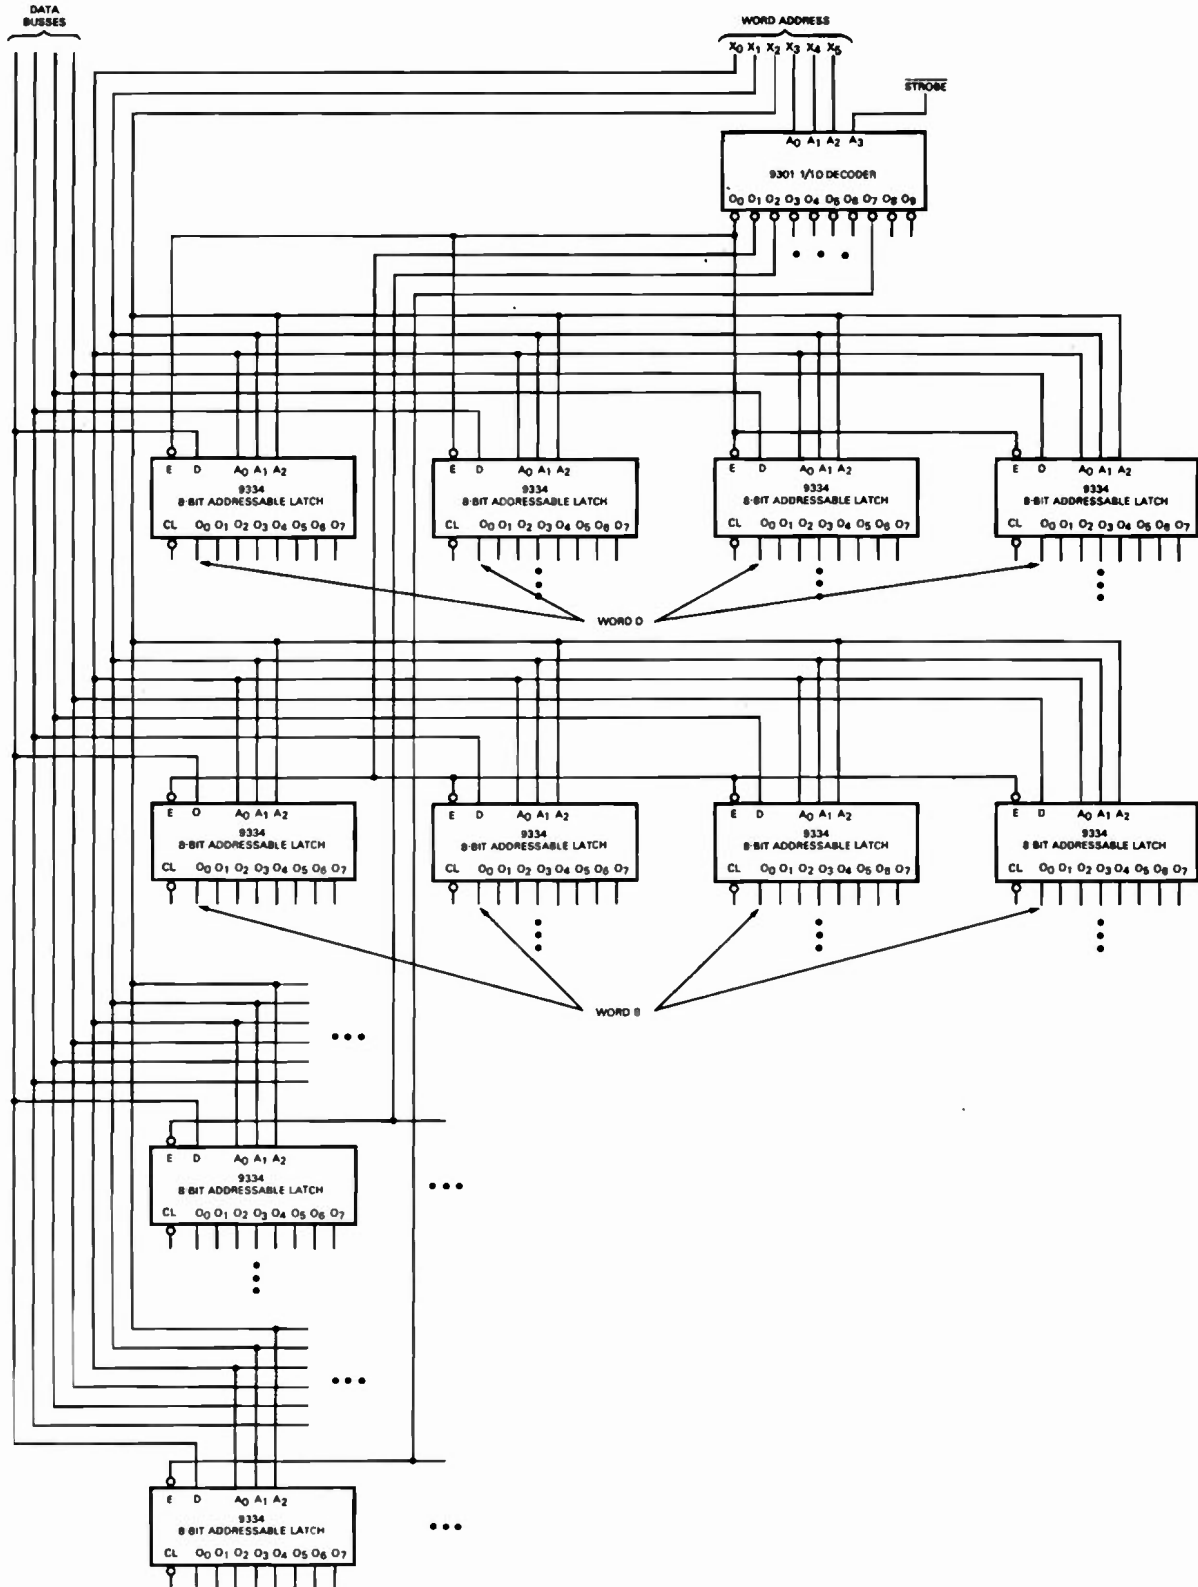 DATA
BUSSES
WORD ADDRESS
X0 X1 X2 X3 X4 X5
STROBE
A0 A1 A2 A3
9301 1/10 DECODER
O0 O1 O2 O3 O4 O5 O6 O7 O8 O9
E D A0 A1 A2
9334
8-BIT ADDRESSABLE LATCH
CL O0 O1 O2 O3 O4 O5 O6 O7
E D A0 A1 A2
9334
8-BIT ADDRESSABLE LATCH
CL O0 O1 O2 O3 O4 O5 O6 O7
E D A0 A1 A2
9334
8-BIT ADDRESSABLE LATCH
CL O0 O1 O2 O3 O4 O5 O6 O7
E D A0 A1 A2
9334
8-BIT ADDRESSABLE LATCH
CL O0 O1 O2 O3 O4 O5 O6 O7
WORD 0
E D A0 A1 A2
9334
8-BIT ADDRESSABLE LATCH
CL O0 O1 O2 O3 O4 O5 O6 O7
E D A0 A1 A2
9334
8-BIT ADDRESSABLE LATCH
CL O0 O1 O2 O3 O4 O5 O6 O7
E D A0 A1 A2
9334
8-BIT ADDRESSABLE LATCH
CL O0 O1 O2 O3 O4 O5 O6 O7
E D A0 A1 A2
9334
8-BIT ADDRESSABLE LATCH
CL O0 O1 O2 O3 O4 O5 O6 O7
WORD 8
E D A0 A1 A2
9334
8-BIT ADDRESSABLE LATCH
CL O0 O1 O2 O3 O4 O5 O6 O7
E D A0 A1 A2
9334
8-BIT ADDRESSABLE LATCH
CL O0 O1 O2 O3 O4 O5 O6 O7